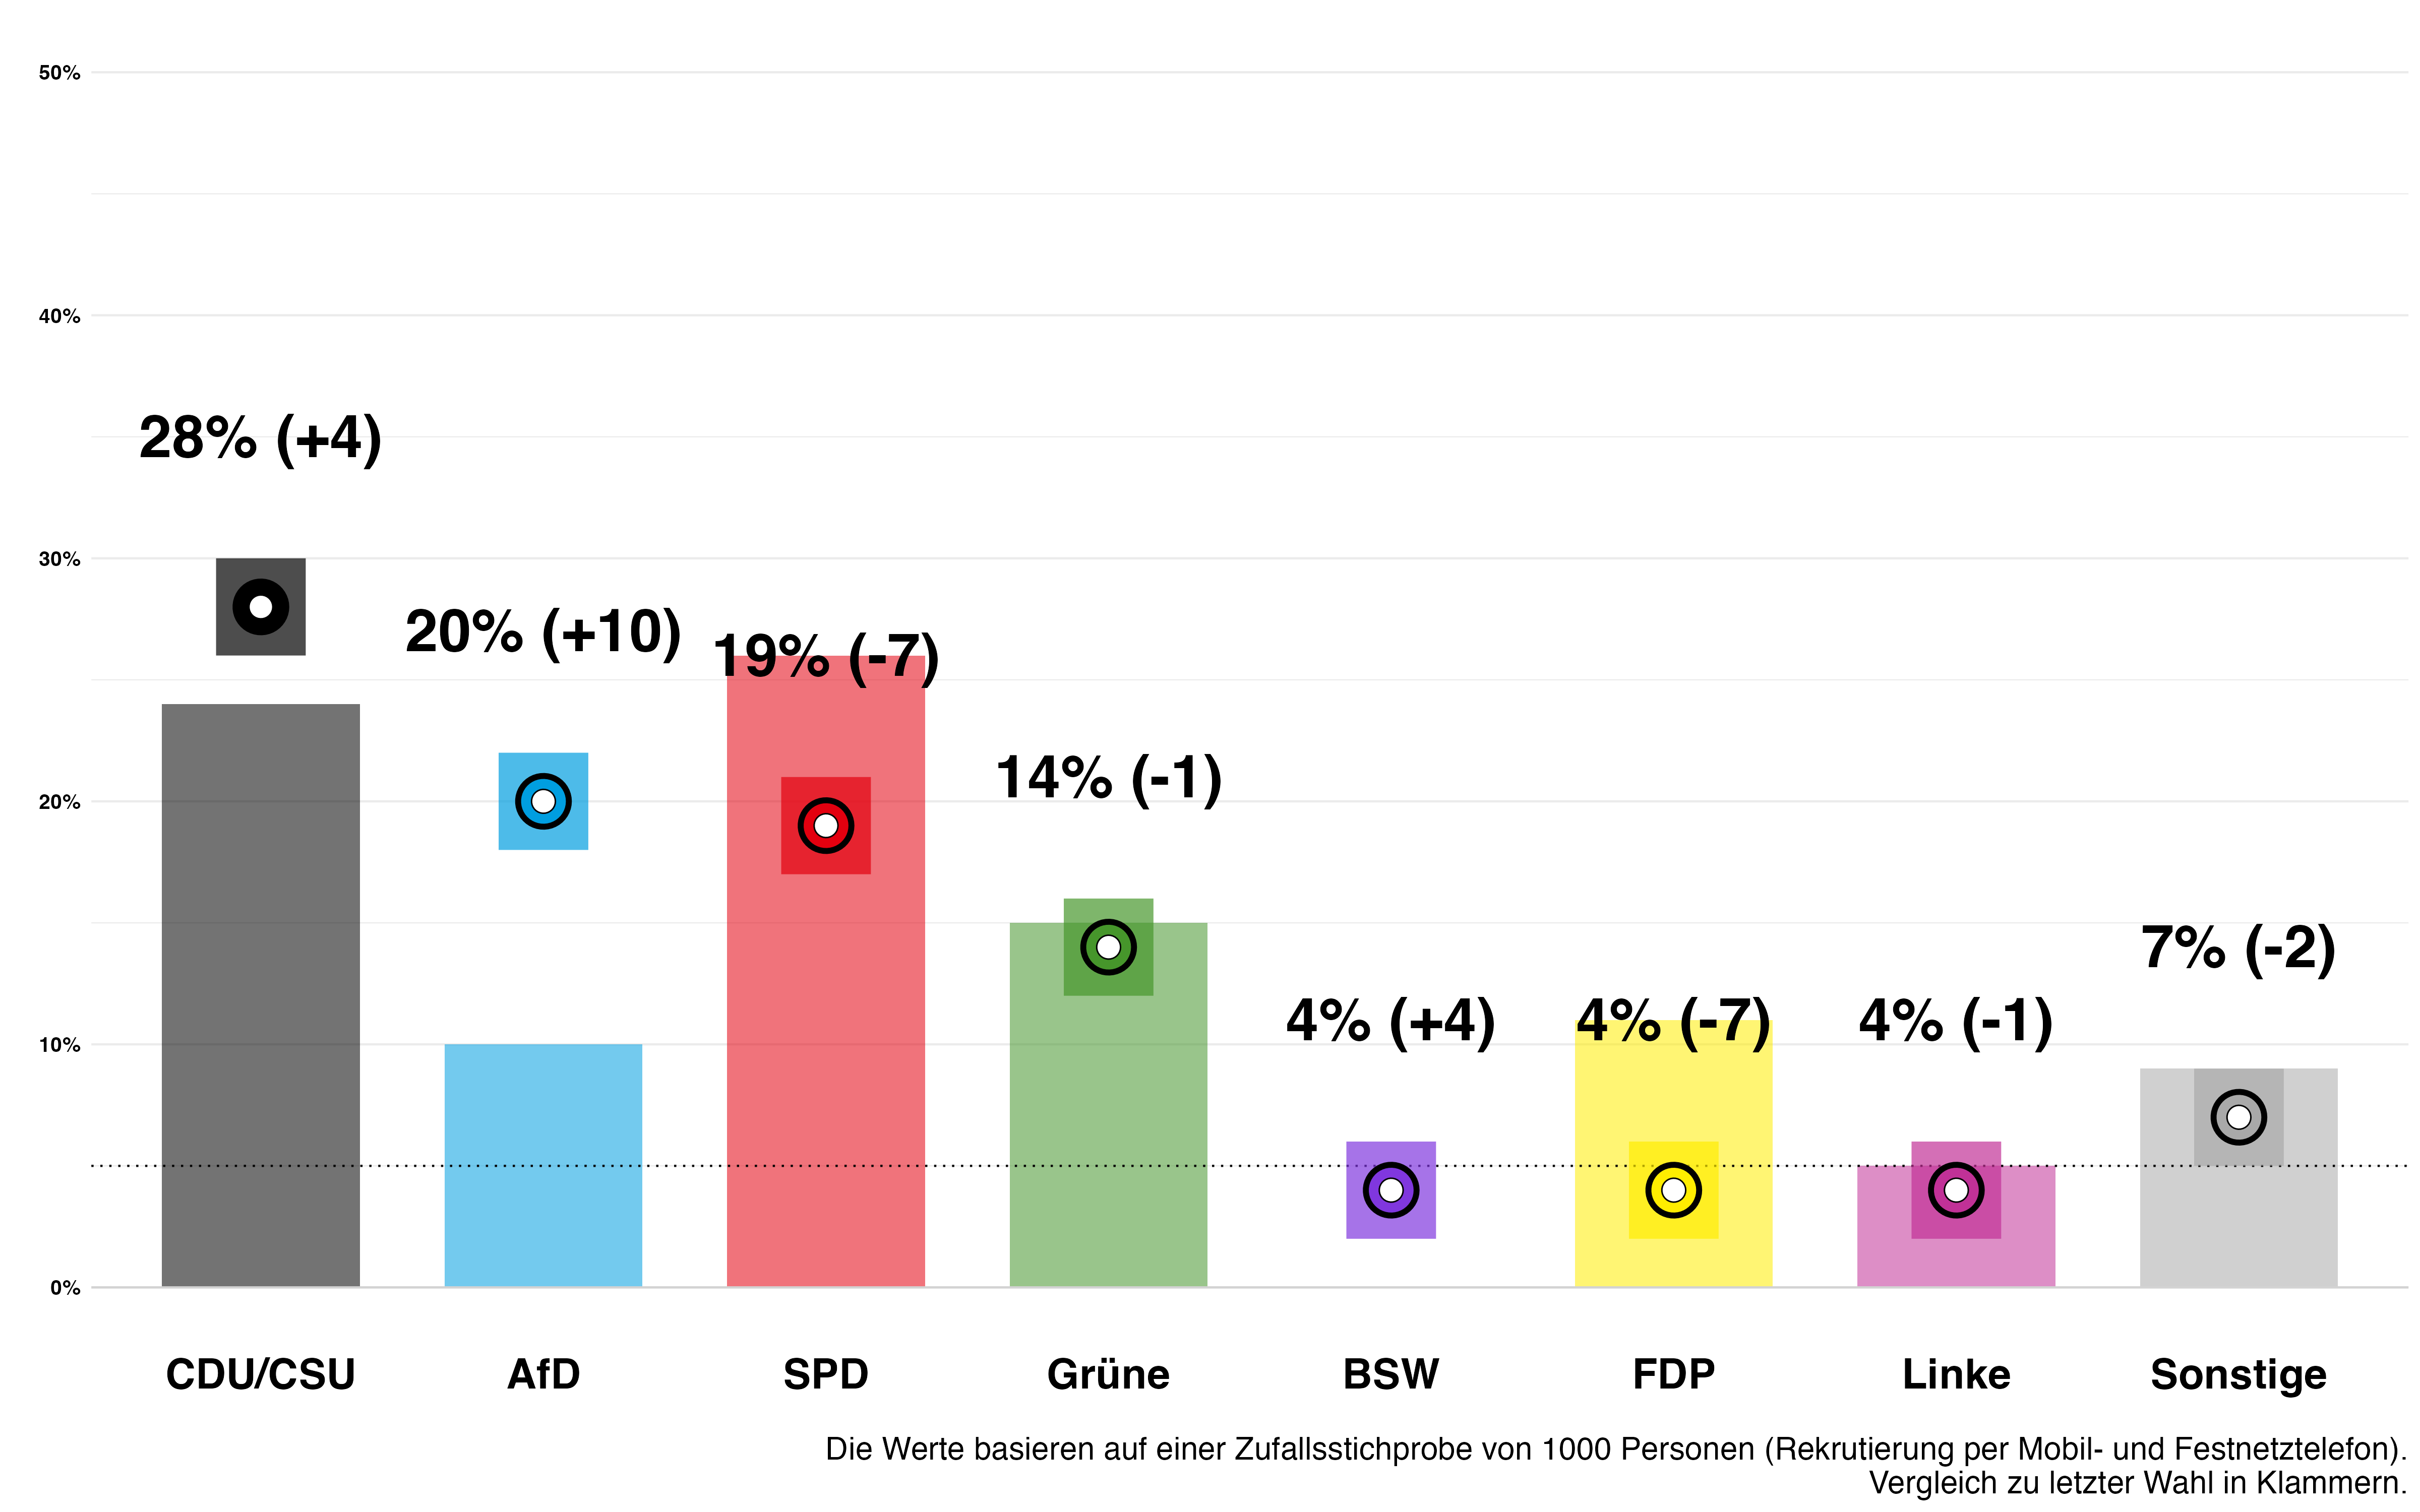 50%
40%
30%
20%
10%
0%
28% (+4)
20% (+10)
19% (-7)
14% (-1)
4% (+4)
4% (-7)
4% (-1)
7% (-2)
CDU/CSU
AfD
SPD
Grüne
BSW
FDP
Linke
Sonstige
Die Werte basieren auf einer Zufallsstichprobe von 1000 Personen (Rekrutierung per Mobil- und Festnetztelefon).
Vergleich zu letzter Wahl in Klammern.